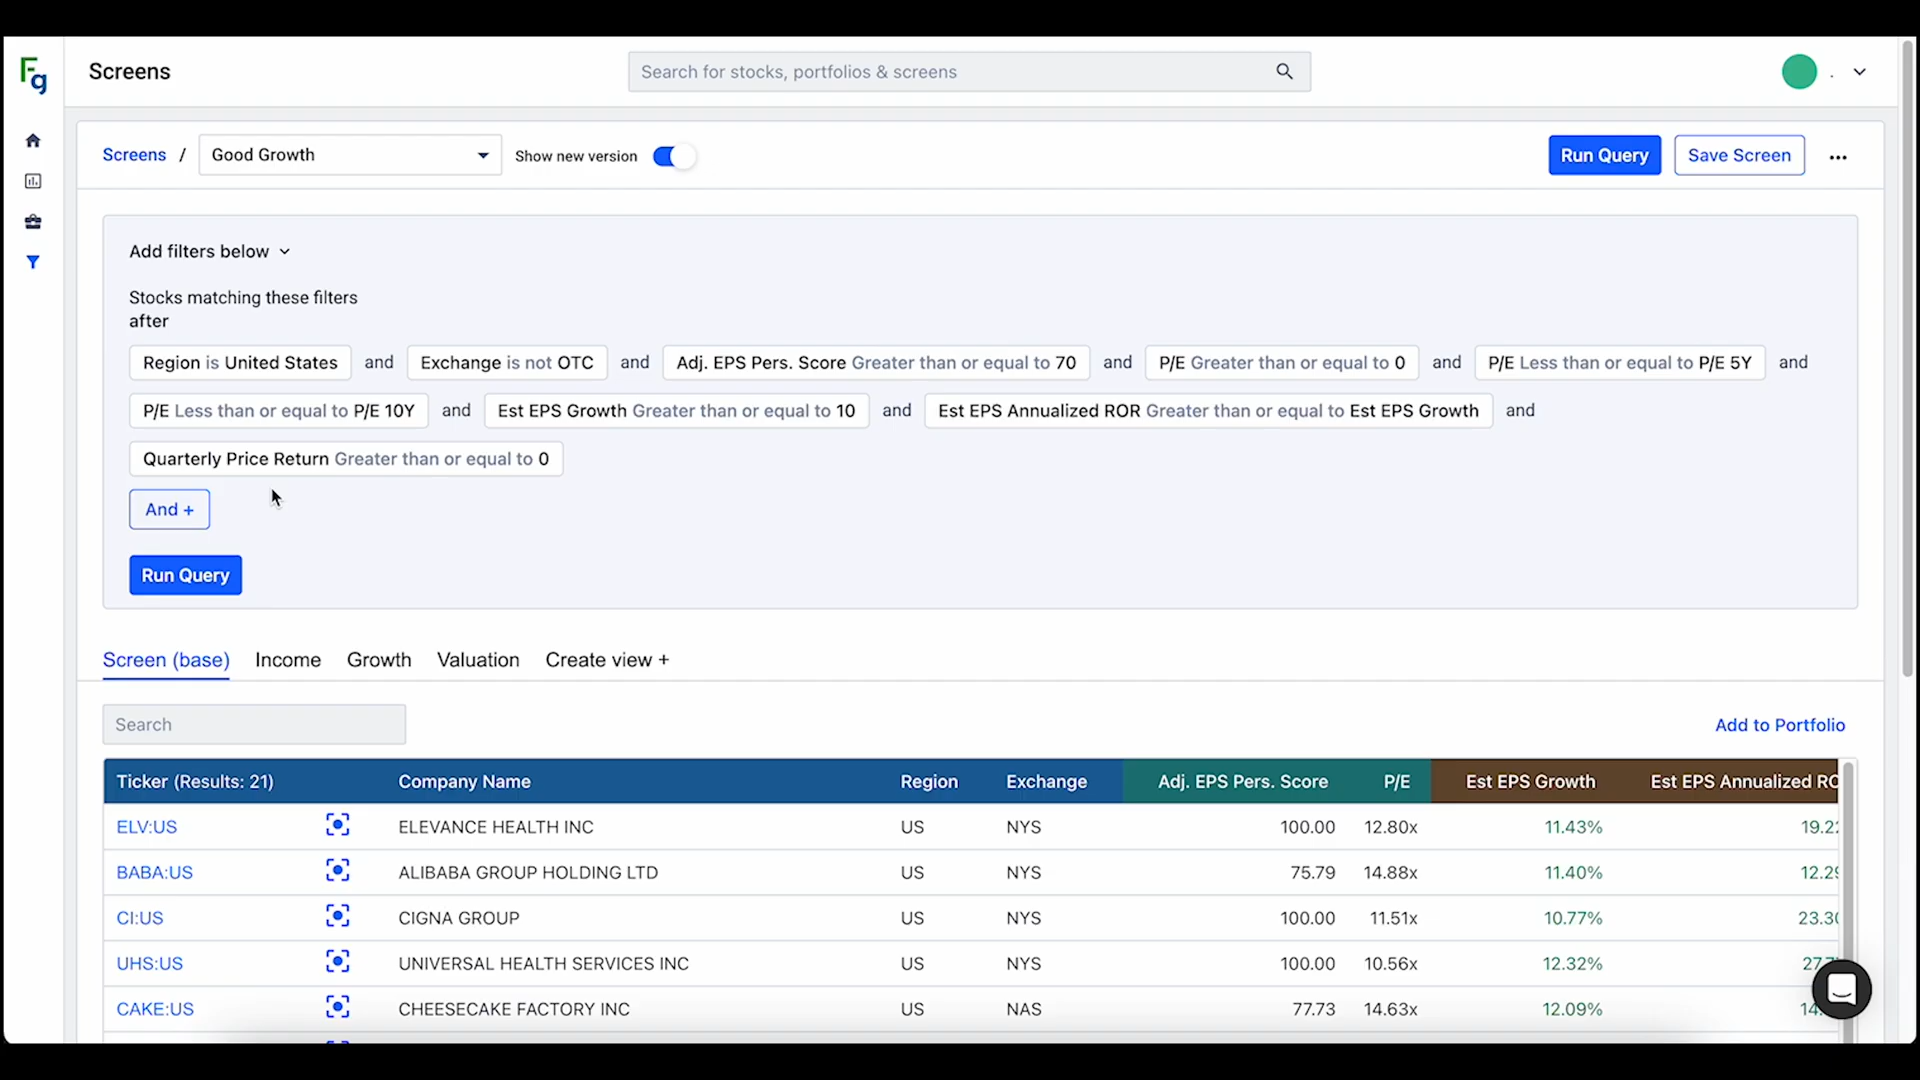 Fg
Screens
Search for stocks, portfolios & screens
.
Screens / Good Growth Show new version
Run Query Save Screen ...
Add filters below
Stocks matching these filters
after
Region is United States and Exchange is not OTC and Adj. EPS Pers. Score Greater than or equal to 70 and P/E Greater than or equal to 0 and P/E Less than or equal to P/E 5Y and
P/E Less than or equal to P/E 10Y and Est EPS Growth Greater than or equal to 10 and Est EPS Annualized ROR Greater than or equal to Est EPS Growth and
Quarterly Price Return Greater than or equal to 0
And +
Run Query
Screen (base) Income Growth Valuation Create view +
Search
Add to Portfolio
Ticker (Results: 21) Company Name Region Exchange Adj. EPS Pers. Score P/E Est EPS Growth Est EPS Annualized
ELV:US ELEVANCE HEALTH INC US NYS 100.00 12.80x 11.43% 19.22
BABA:US ALIBABA GROUP HOLDING LTD US NYS 75.79 14.88x 11.40% 12.29
CI:US CIGNA GROUP US NYS 100.00 11.51x 10.77% 23.30
UHS:US UNIVERSAL HEALTH SERVICES INC US NYS 100.00 10.56x 12.32%
CAKE:US CHEESECAKE FACTORY INC US NAS 77.73 14.63x 12.09%